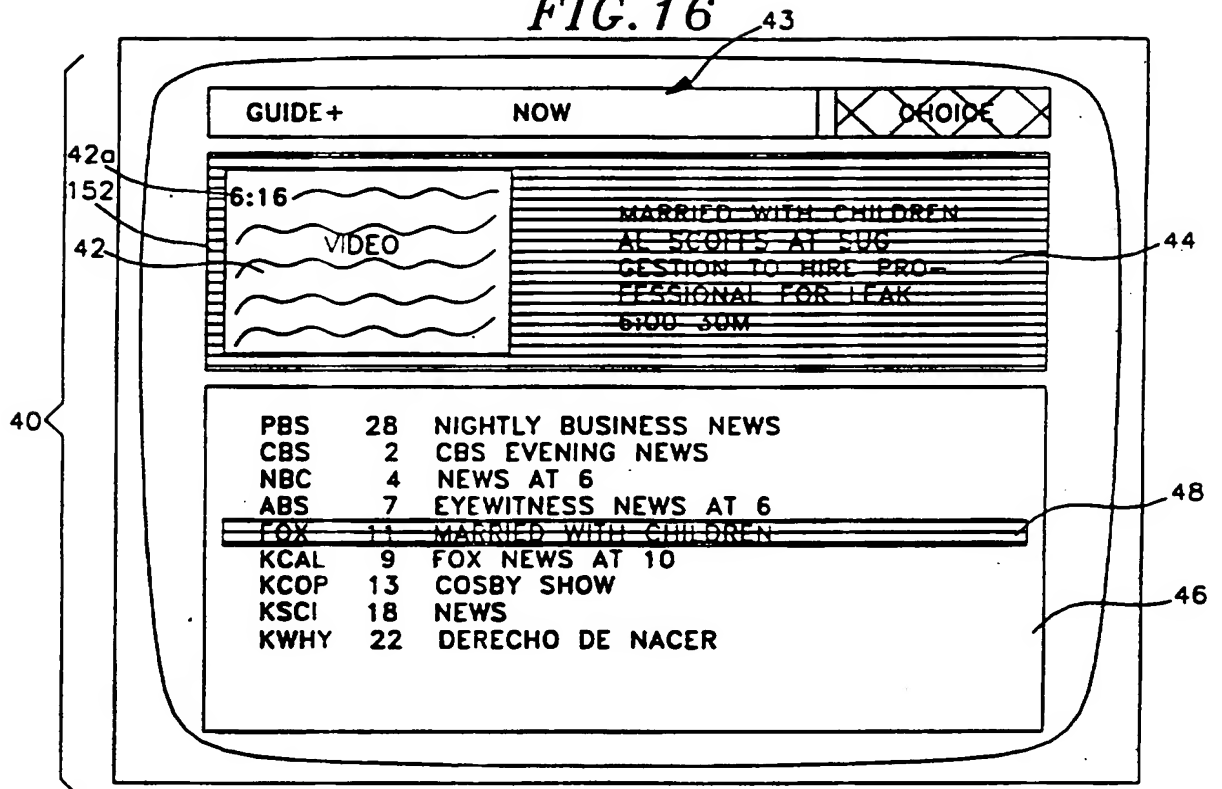 FIG. 16
43
GUIDE+ NOW CHOICE
42a
152
42
6:16
VIDEO
MARRIED WITH CHILDREN
AL SCOFFS AT SUG
GESTION TO HIRE PRO-
FESSIONAL FOR LEAK
6:00 30M
44
40
PBS 28 NIGHTLY BUSINESS NEWS
CBS 2 CBS EVENING NEWS
NBC 4 NEWS AT 6
ABS 7 EYEWITNESS NEWS AT 6
FOX 11 MARRIED WITH CHILDREN
48
KCAL 9 FOX NEWS AT 10
KCOP 13 COSBY SHOW
KSCI 18 NEWS
KWHY 22 DERECHO DE NACER
46